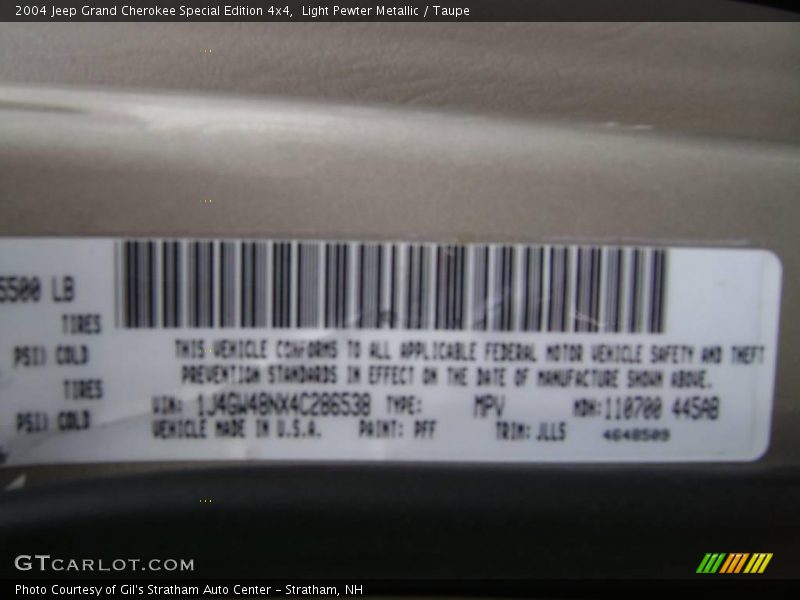 2004 Jeep Grand Cherokee Special Edition 4x4,  Light Pewter Metallic / Taupe
5500 LB
TIRES
PSI) COLD
TIRES
PSI) COLD
THIS VEHICLE CONFORMS TO ALL APPLICABLE FEDERAL MOTOR VEHICLE SAFETY AND THEFT
PREVENTION STANDARDS IN EFFECT ON THE DATE OF MANUFACTURE SHOWN ABOVE.
VIN: 1J4GW48NX4C286538 TYPE: MPV MDH: 110700 445AB
VEHICLE MADE IN U.S.A. PAINT: PFF TRIM: JLL5 4648509
GTCARLOT.COM
Photo Courtesy of Gil's Stratham Auto Center - Stratham, NH